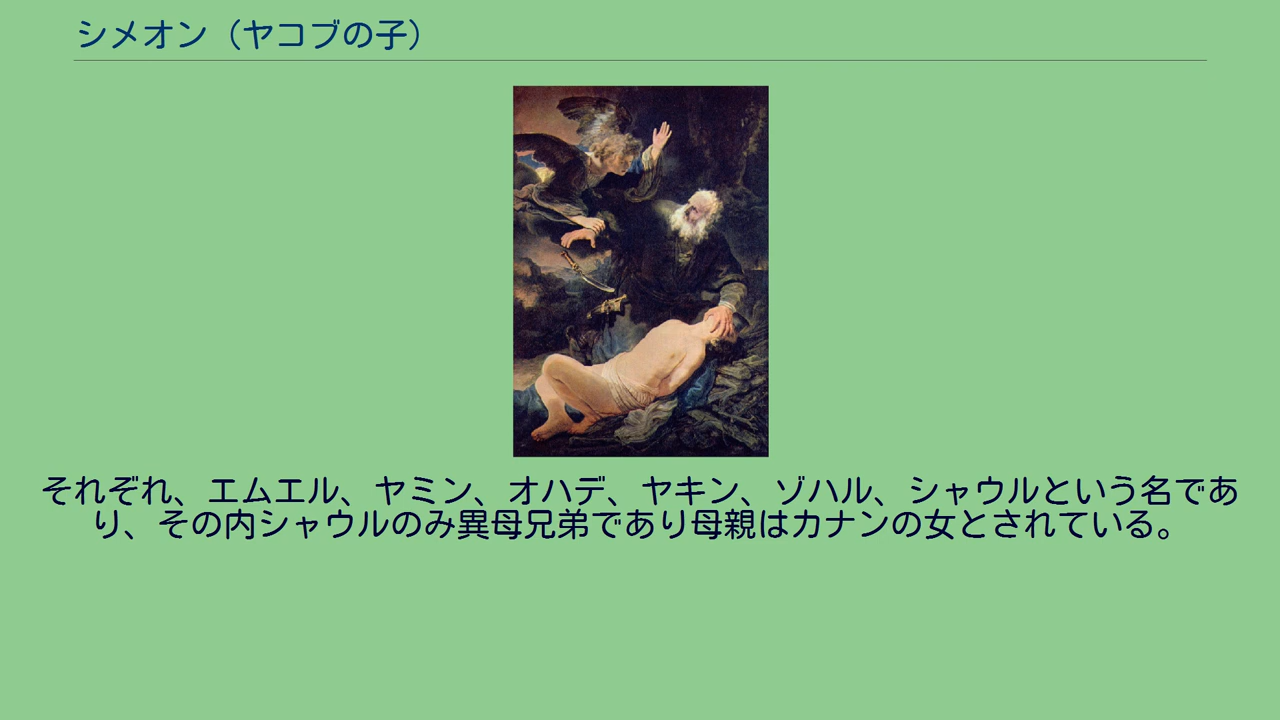 シメオン（ヤコブの子）
それぞれ、エムエル、ヤミン、オハデ、ヤキン、ゾハル、シャウルという名であ
り、その内シャウルのみ異母兄弟であり母親はカナンの女とされている。